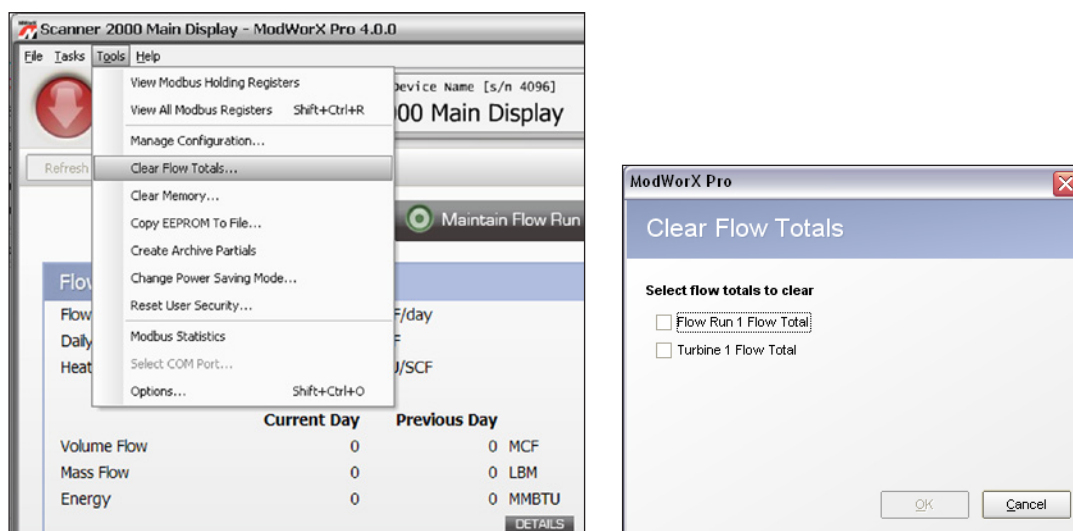 Scanner 2000 Main Display - ModWorX Pro 4.0.0
File Tasks Tools Help
Device Name [s/n 4096]
00 Main Display
View Modbus Holding Registers
View All Modbus Registers Shift+Ctrl+R
Manage Configuration...
Clear Flow Totals...
Clear Memory...
Copy EEPROM To File...
Create Archive Partials
Change Power Saving Mode...
Reset User Security...
Modbus Statistics
Select COM Port...
Options... Shift+Ctrl+O
Refresh
Maintain Flow Run
Flow
Flow F/day
Daily F
Heat J/SCF
Current Day Previous Day
Volume Flow 0 0 MCF
Mass Flow 0 0 LBM
Energy 0 0 MMBTU
DETAILS
ModWorX Pro
Clear Flow Totals
Select flow totals to clear
Flow Run 1 Flow Total
Turbine 1 Flow Total
OK Cancel